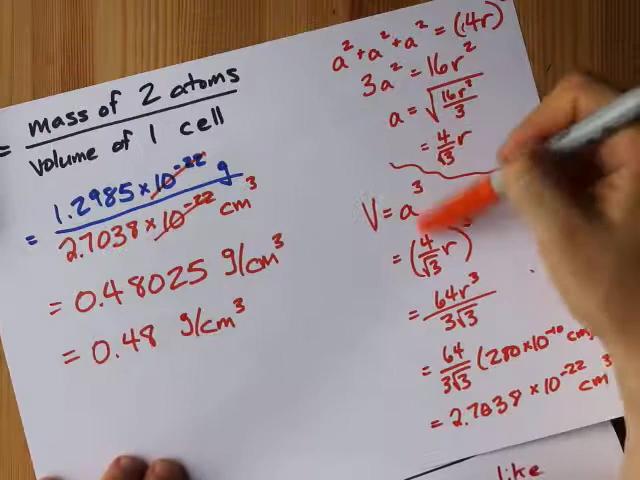 = mass of 2 atoms / volume of 1 cell
= 1.2985×10⁻²² g / 2.7038×10⁻²² cm³
= 0.48025 g/cm³
= 0.48 g/cm³
a² + a² + a² = (4r)²
3a² = 16r²
a = √(16r²/3)
= 4/√3 r
V = a³
= (4/√3 r)
= 64r³/3√3
= 64/3√3 (280×10⁻¹⁰ cm
= 2.7038×10⁻²² cm³
like